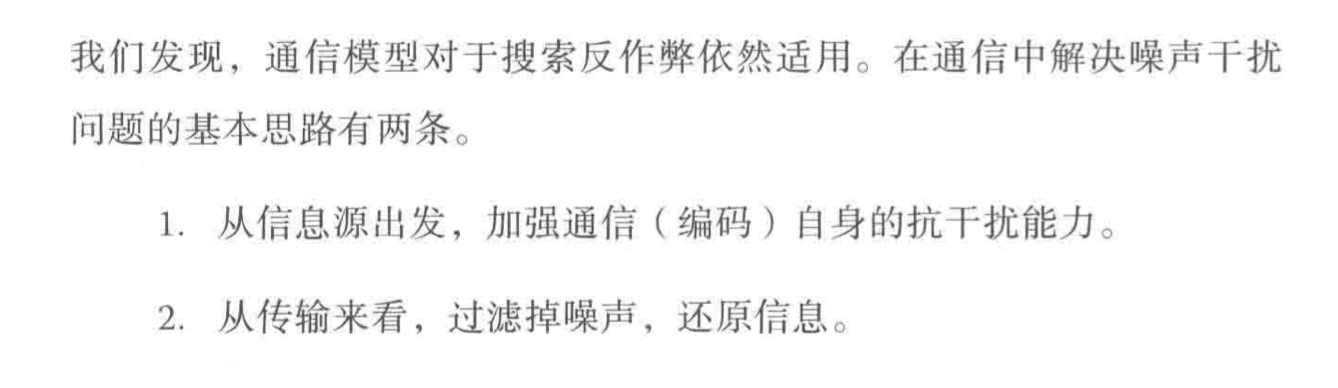 我们发现，通信模型对于搜索反作弊依然适用。在通信中解决噪声干扰
问题的基本思路有两条。
1. 从信息源出发，加强通信（编码）自身的抗干扰能力。
2. 从传输来看，过滤掉噪声，还原信息。